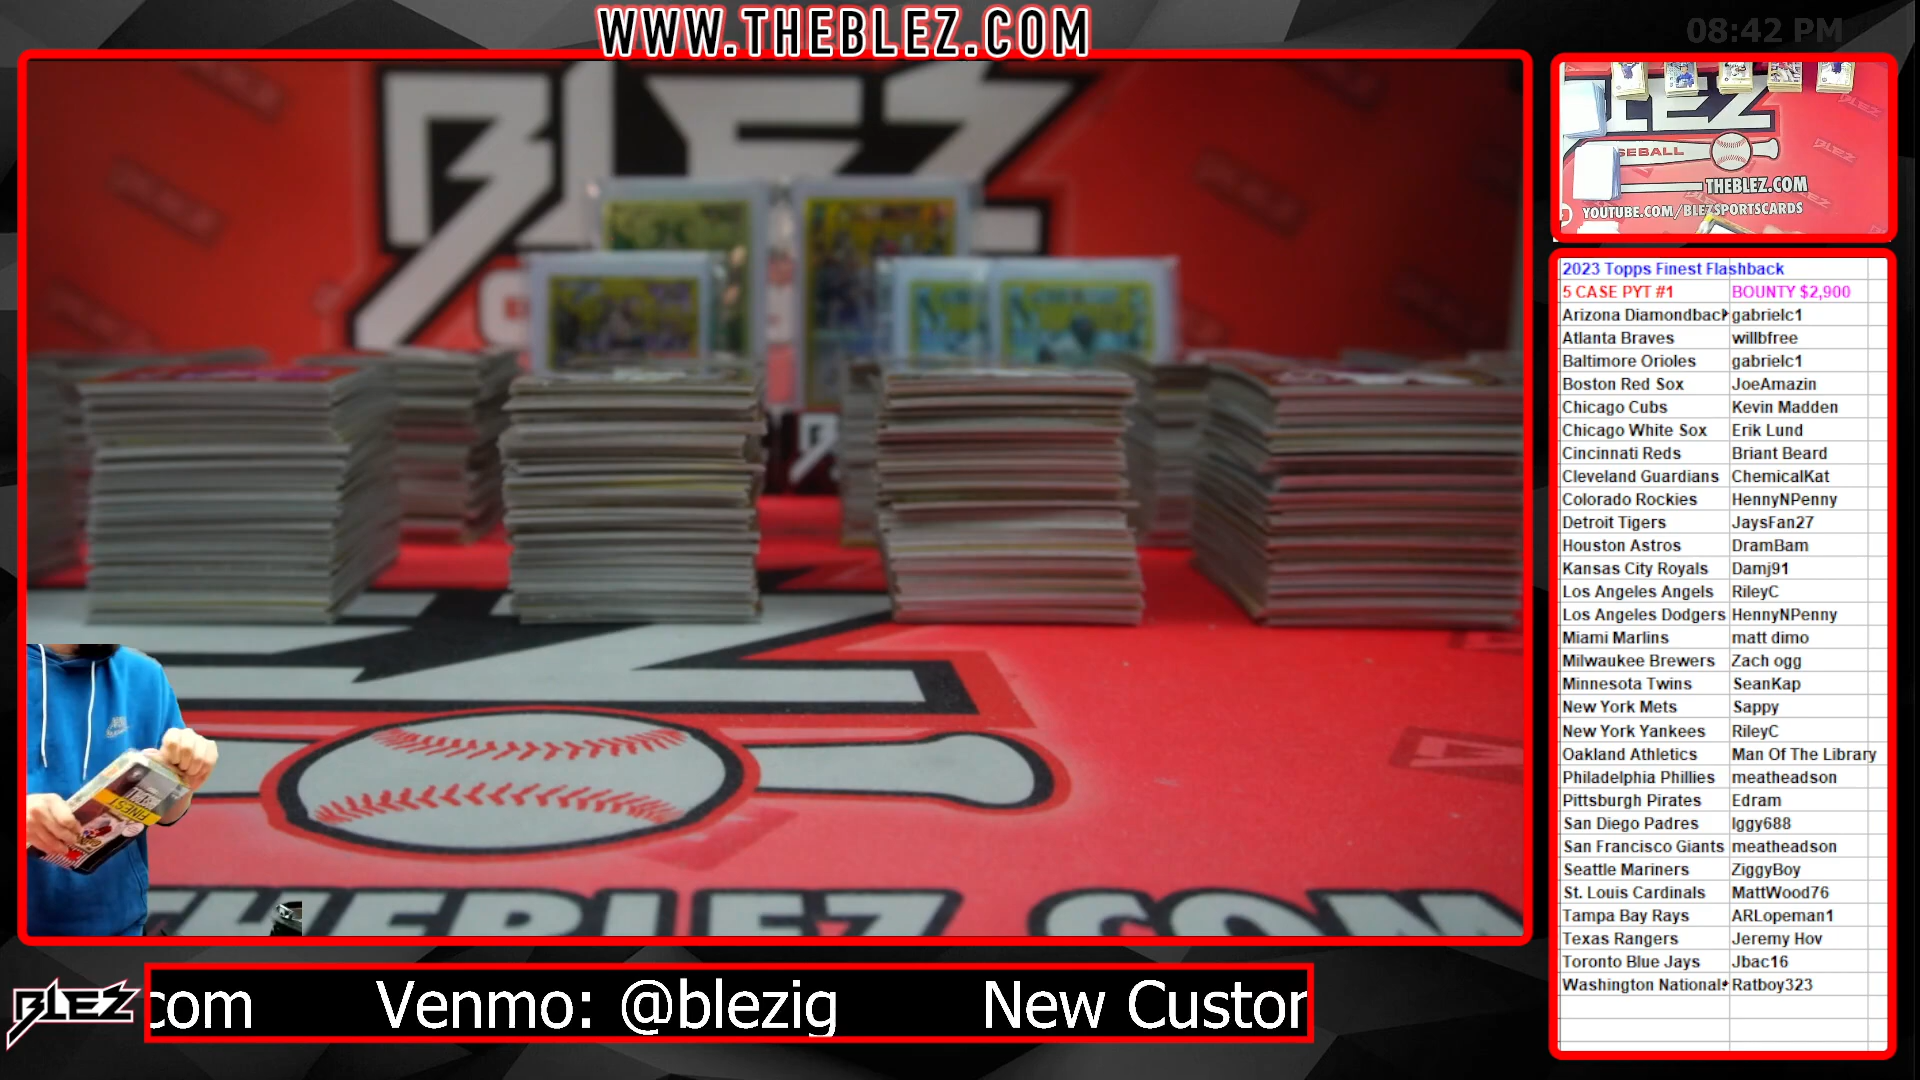 WWW.THEBLEZ.COM
08:42 PM
BLEZ
SEBALL
THEBLEZ.COM
YOUTUBE.COM/BLEZSPORTSCARDS
2023 Topps Finest Flashback
5 CASE PYT #1 BOUNTY $2,900
Arizona Diamondback gabrielc1
Atlanta Braves willbfree
Baltimore Orioles gabrielc1
Boston Red Sox JoeAmazin
Chicago Cubs Kevin Madden
Chicago White Sox Erik Lund
Cincinnati Reds Briant Beard
Cleveland Guardians ChemicalKat
Colorado Rockies HennyNPenny
Detroit Tigers JaysFan27
Houston Astros DramBam
Kansas City Royals Damj91
Los Angeles Angels RileyC
Los Angeles Dodgers HennyNPenny
Miami Marlins matt dimo
Milwaukee Brewers Zach ogg
Minnesota Twins SeanKap
New York Mets Sappy
New York Yankees RileyC
Oakland Athletics Man Of The Library
Philadelphia Phillies meatheadson
Pittsburgh Pirates Edram
San Diego Padres Iggy688
San Francisco Giants meatheadson
Seattle Mariners ZiggyBoy
St. Louis Cardinals MattWood76
Tampa Bay Rays ARLopeman1
Texas Rangers Jeremy Hov
Toronto Blue Jays Jbac16
Washington Nationals Ratboy323
FINEST
THEBLEZ.COM
BLEZ
com Venmo: @blezig New Custom